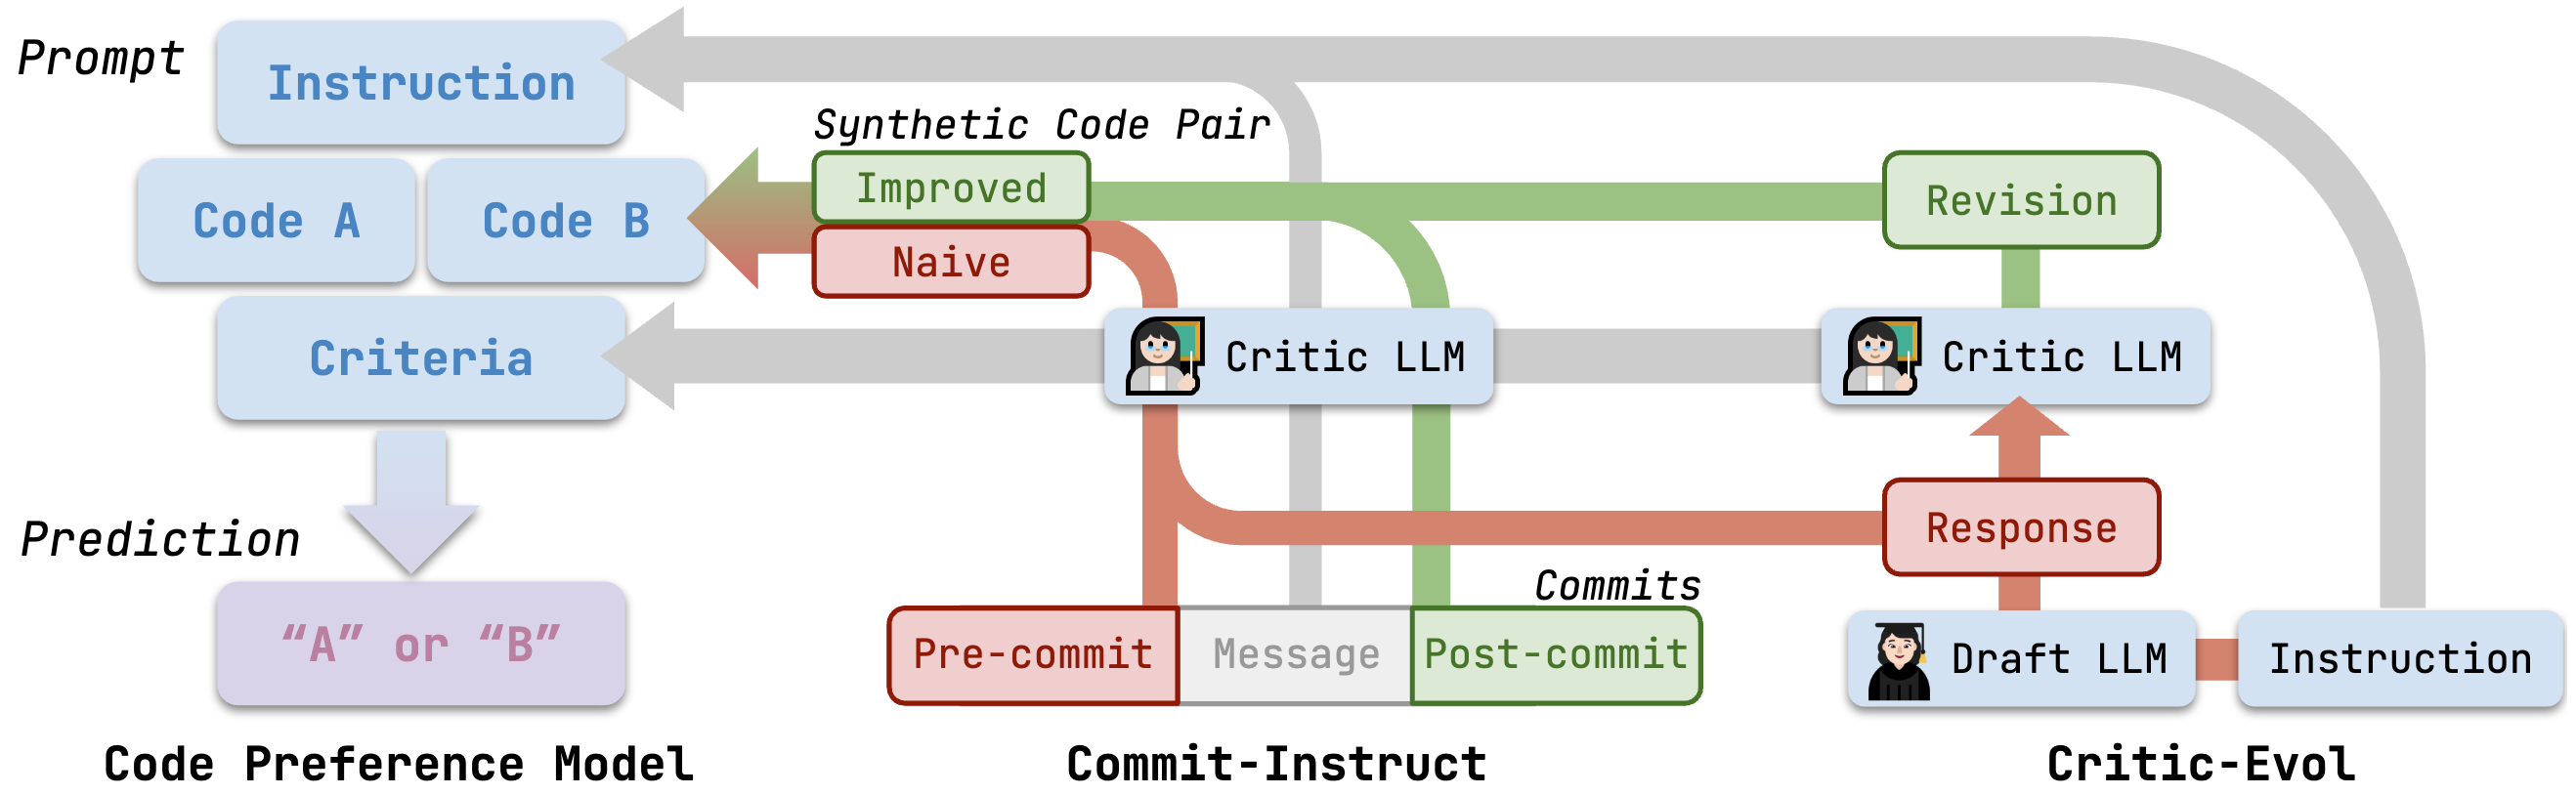 Prompt
Instruction
Synthetic Code Pair
Improved
Revision
Code A
Code B
Naive
Criteria
Critic LLM
Critic LLM
Response
Prediction
Commits
"A" or "B"
Pre-commit
Message
Post-commit
Draft LLM
Instruction
Code Preference Model
Commit-Instruct
Critic-Evol